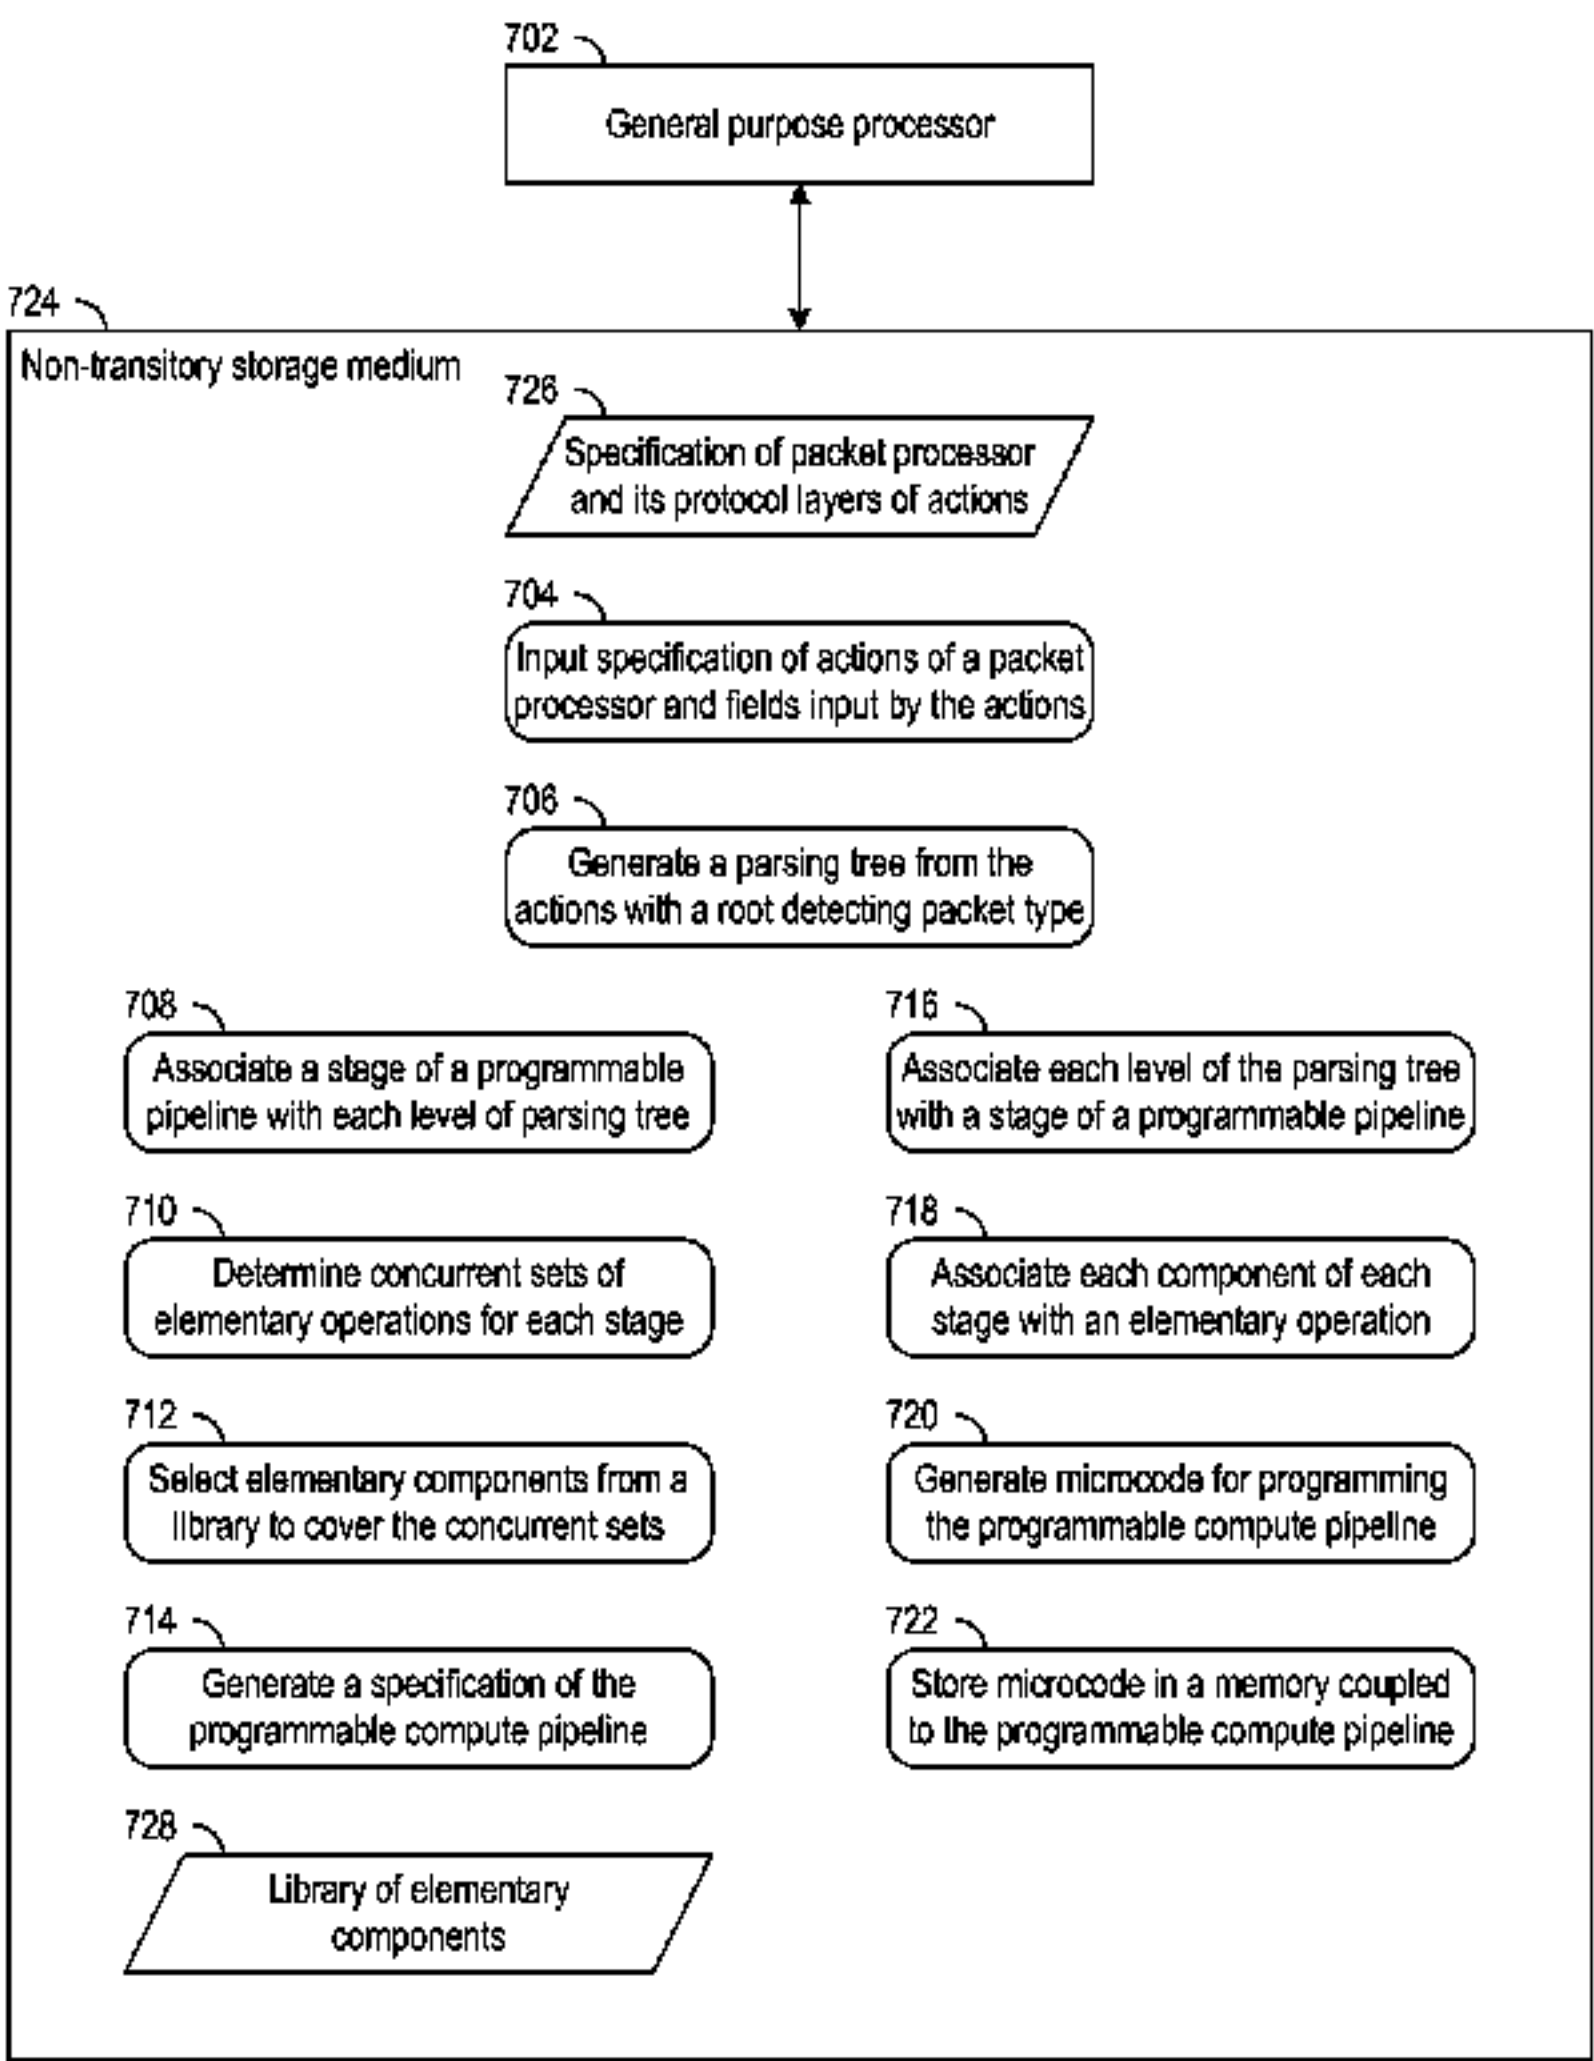 702
General purpose processor
724
Non-transitory storage medium
726
Specification of packet processor
and its protocol layers of actions
704
Input specification of actions of a packet
processor and fields input by the actions
706
Generate a parsing tree from the
actions with a root detecting packet type
708
Associate a stage of a programmable
pipeline with each level of parsing tree
710
Determine concurrent sets of
elementary operations for each stage
712
Select elementary components from a
library to cover the concurrent sets
714
Generate a specification of the
programmable compute pipeline
728
Library of elementary
components
716
Associate each level of the parsing tree
with a stage of a programmable pipeline
718
Associate each component of each
stage with an elementary operation
720
Generate microcode for programming
the programmable compute pipeline
722
Store microcode in a memory coupled
to the programmable compute pipeline